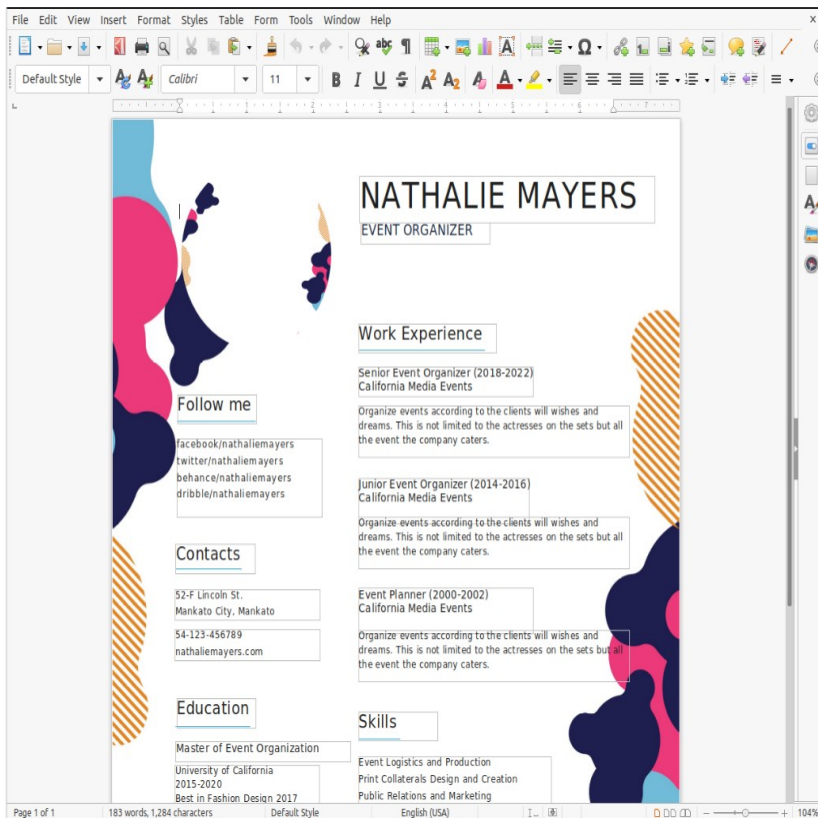 File Edit View Insert Format Styles Table Form Tools Window Help
x
Default Style
Calibri
11
1 2 3 4 5 6 7
NATHALIE MAYERS
EVENT ORGANIZER
Work Experience
Senior Event Organizer (2018-2022)
California Media Events
Organize events according to the clients will wishes and
dreams. This is not limited to the actresses on the sets but all
the event the company caters.
Junior Event Organizer (2014-2016)
California Media Events
Organize events according to the clients will wishes and
dreams. This is not limited to the actresses on the sets but all
the event the company caters.
Event Planner (2000-2002)
California Media Events
Organize events according to the clients will wishes and
dreams. This is not limited to the actresses on the sets but all
the event the company caters.
Skills
Event Logistics and Production
Print Collaterals Design and Creation
Public Relations and Marketing
Follow me
facebook/nathaliemayers
twitter/nathaliemayers
behance/nathaliemayers
dribble/nathaliemayers
Contacts
52-F Lincoln St.
Mankato City, Mankato
54-123-456789
nathaliemayers.com
Education
Master of Event Organization
University of California
2015-2020
Best in Fashion Design 2017
Page 1 of 1
183 words, 1,284 characters
Default Style
English (USA)
104%